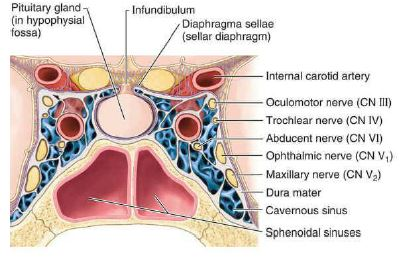 Pituitary gland
(in hypophysial
fossa)
Infundibulum
Diaphragma sellae
(sellar diaphragm)
Internal carotid artery
Oculomotor nerve (CN III)
Trochlear nerve (CN IV)
Abducent nerve (CN VI)
Ophthalmic nerve (CN V₁)
Maxillary nerve (CN V₂)
Dura mater
Cavernous sinus
Sphenoidal sinuses